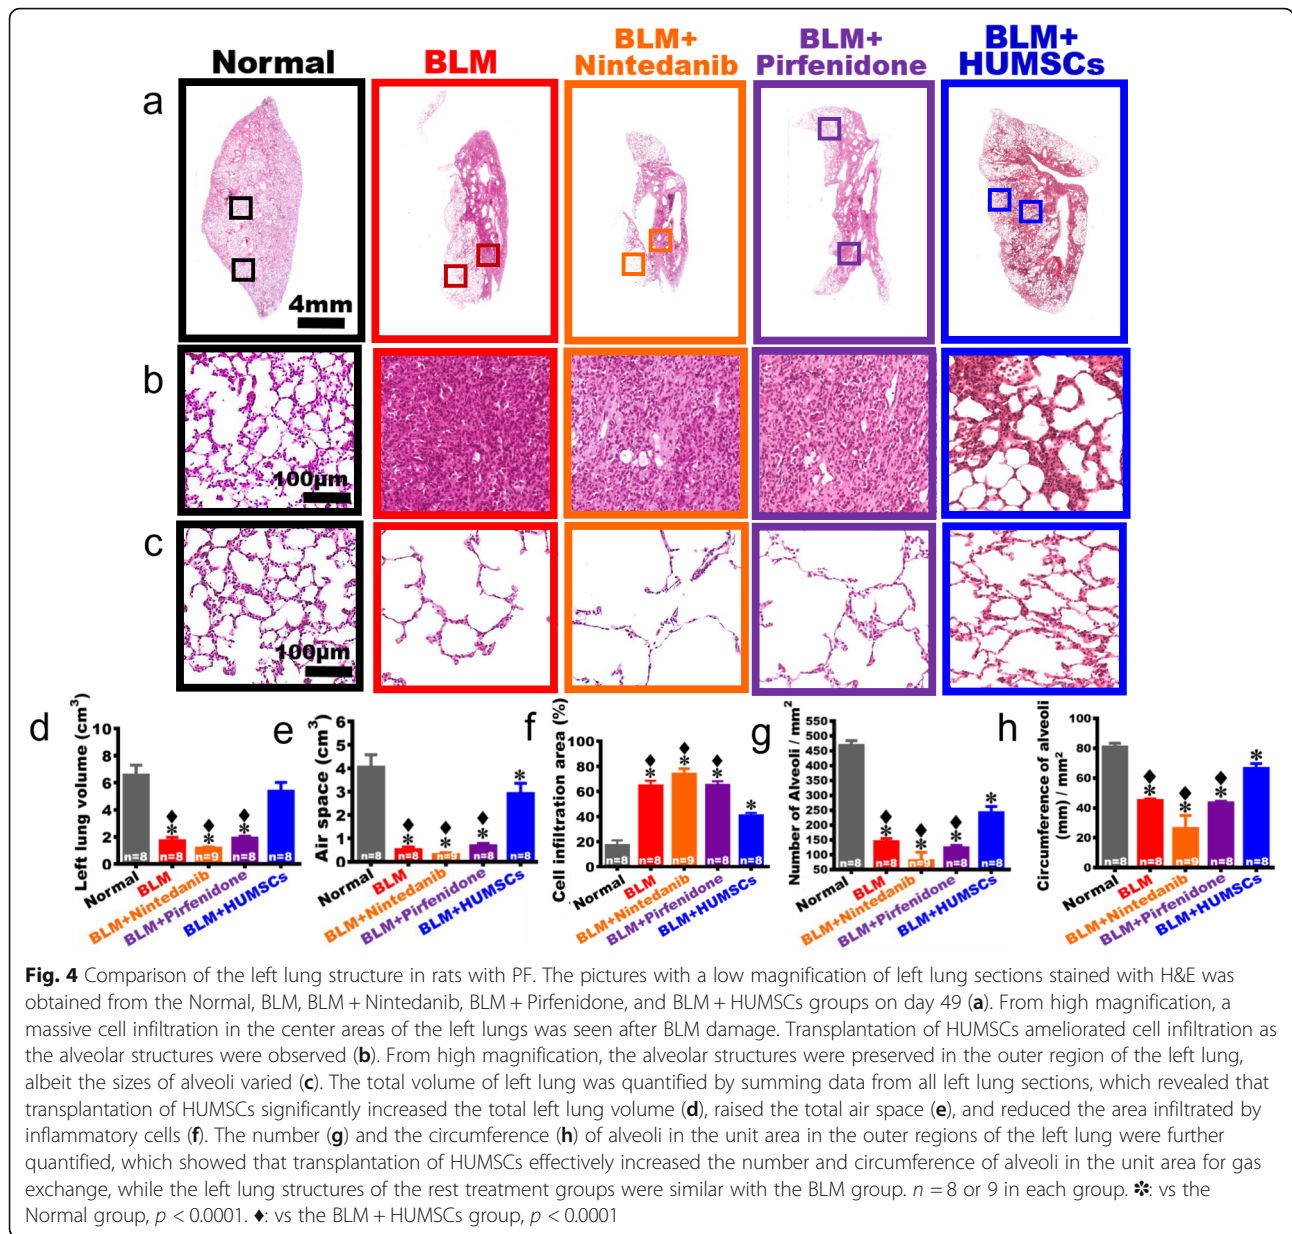 Normal
BLM
BLM+
Nintedanib
BLM+
Pirfenidone
BLM+
HUMSCs
a
4mm
b
100μm
c
100μm
d
Left lung volume (cm³)
10
8
6
4
2
0
n=8
n=8
n=9
n=8
n=8
◆
*
◆
*
◆
*
Normal
BLM
BLM+Nintedanib
BLM+Pirfenidone
BLM+HUMSCs
e
Air space (cm³)
6
5
4
3
2
1
0
n=8
n=8
n=9
n=8
n=8
◆
*
◆
*
◆
*
*
Normal
BLM
BLM+Nintedanib
BLM+Pirfenidone
BLM+HUMSCs
f
Cell infiltration area (%)
100
80
60
40
20
0
n=8
n=8
n=9
n=8
n=8
◆
*
◆
*
◆
*
*
Normal
BLM
BLM+Nintedanib
BLM+Pirfenidone
BLM+HUMSCs
g
Number of Alveoli / mm²
550
500
450
400
350
300
250
200
150
100
50
n=8
n=8
n=9
n=8
n=8
◆
*
◆
*
◆
*
*
Normal
BLM
BLM+Nintedanib
BLM+Pirfenidone
BLM+HUMSCs
h
Circumference of alveoli
(mm) / mm²
100
80
60
40
20
0
n=8
n=8
n=9
n=8
n=8
◆
*
◆
*
◆
*
*
Normal
BLM
BLM+Nintedanib
BLM+Pirfenidone
BLM+HUMSCs
Fig. 4 Comparison of the left lung structure in rats with PF. The pictures with a low magnification of left lung sections stained with H&E was
obtained from the Normal, BLM, BLM + Nintedanib, BLM + Pirfenidone, and BLM + HUMSCs groups on day 49 (a). From high magnification, a
massive cell infiltration in the center areas of the left lungs was seen after BLM damage. Transplantation of HUMSCs ameliorated cell infiltration as
the alveolar structures were observed (b). From high magnification, the alveolar structures were preserved in the outer region of the left lung,
albeit the sizes of alveoli varied (c). The total volume of left lung was quantified by summing data from all left lung sections, which revealed that
transplantation of HUMSCs significantly increased the total left lung volume (d), raised the total air space (e), and reduced the area infiltrated by
inflammatory cells (f). The number (g) and the circumference (h) of alveoli in the unit area in the outer regions of the left lung were further
quantified, which showed that transplantation of HUMSCs effectively increased the number and circumference of alveoli in the unit area for gas
exchange, while the left lung structures of the rest treatment groups were similar with the BLM group. n = 8 or 9 in each group. ✽: vs the
Normal group, p < 0.0001. ♦: vs the BLM + HUMSCs group, p < 0.0001